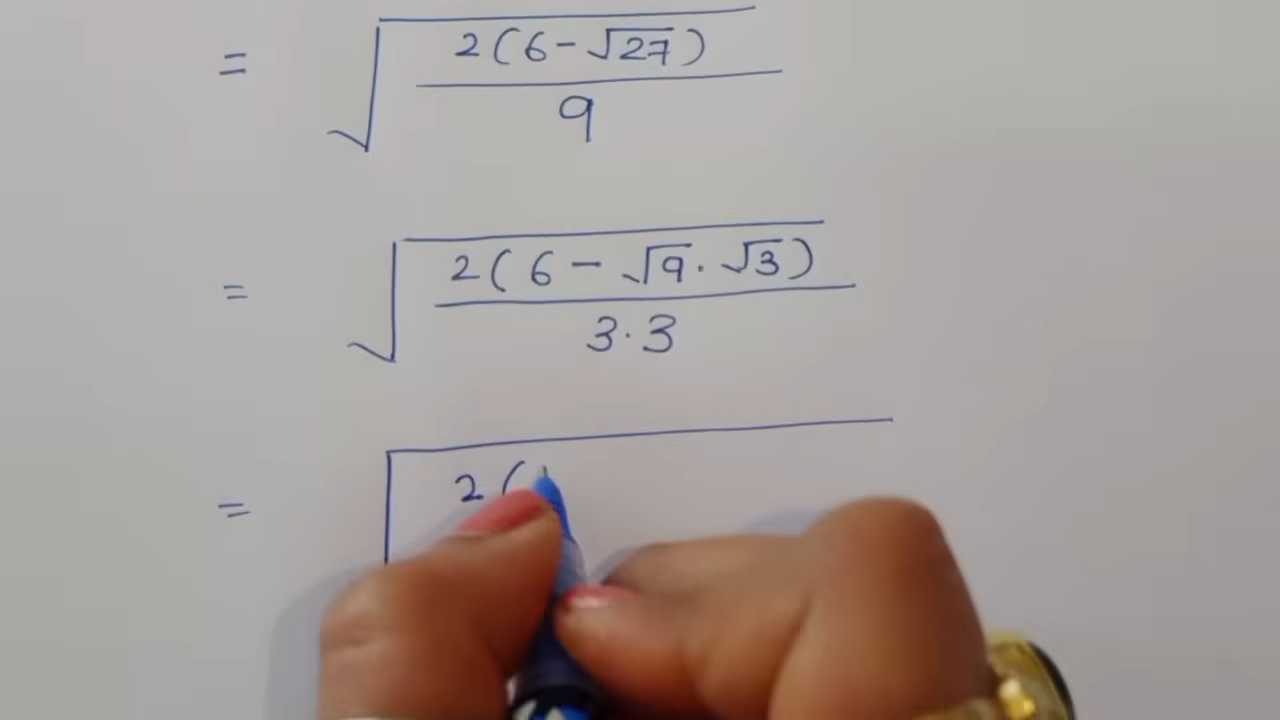 = √(2(6-√27)/9)
= √(2(6-√9·√3)/3·3)
= √(2(